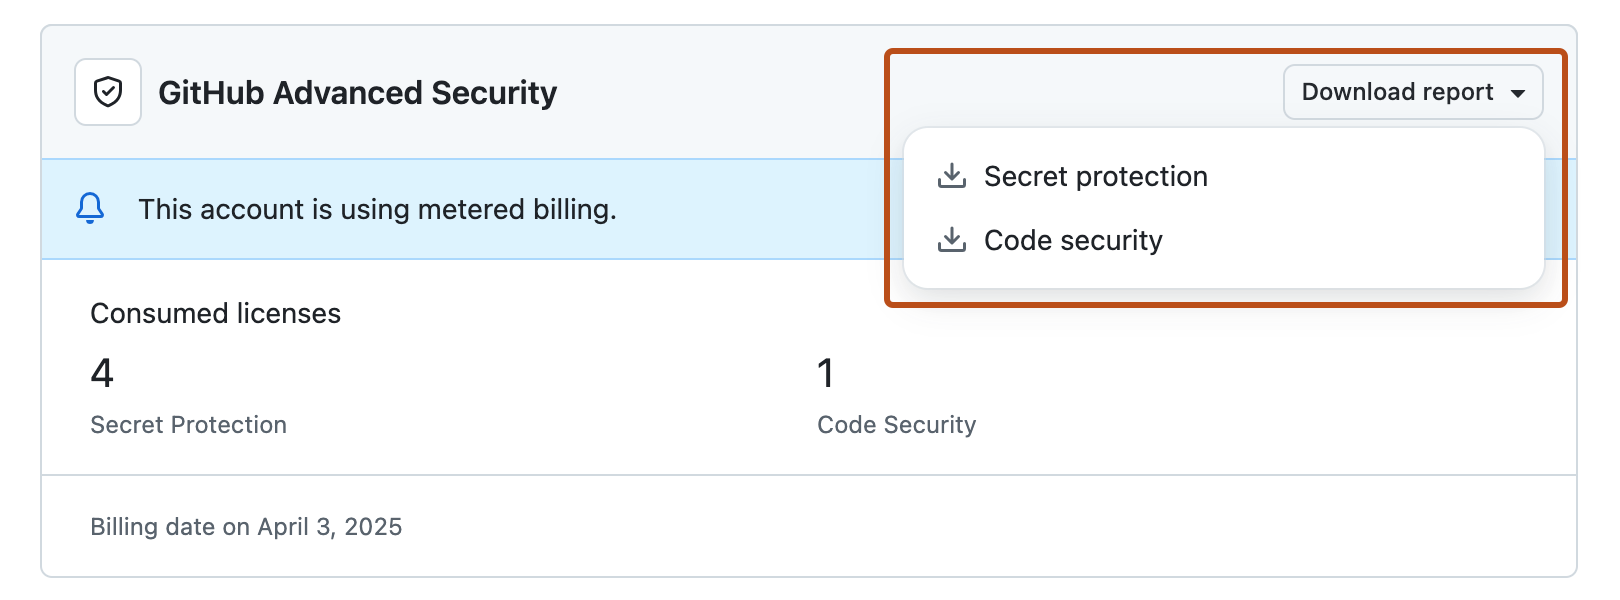 GitHub Advanced Security
Download report
Secret protection
Code security
This account is using metered billing.
Consumed licenses
4
Secret Protection
1
Code Security
Billing date on April 3, 2025